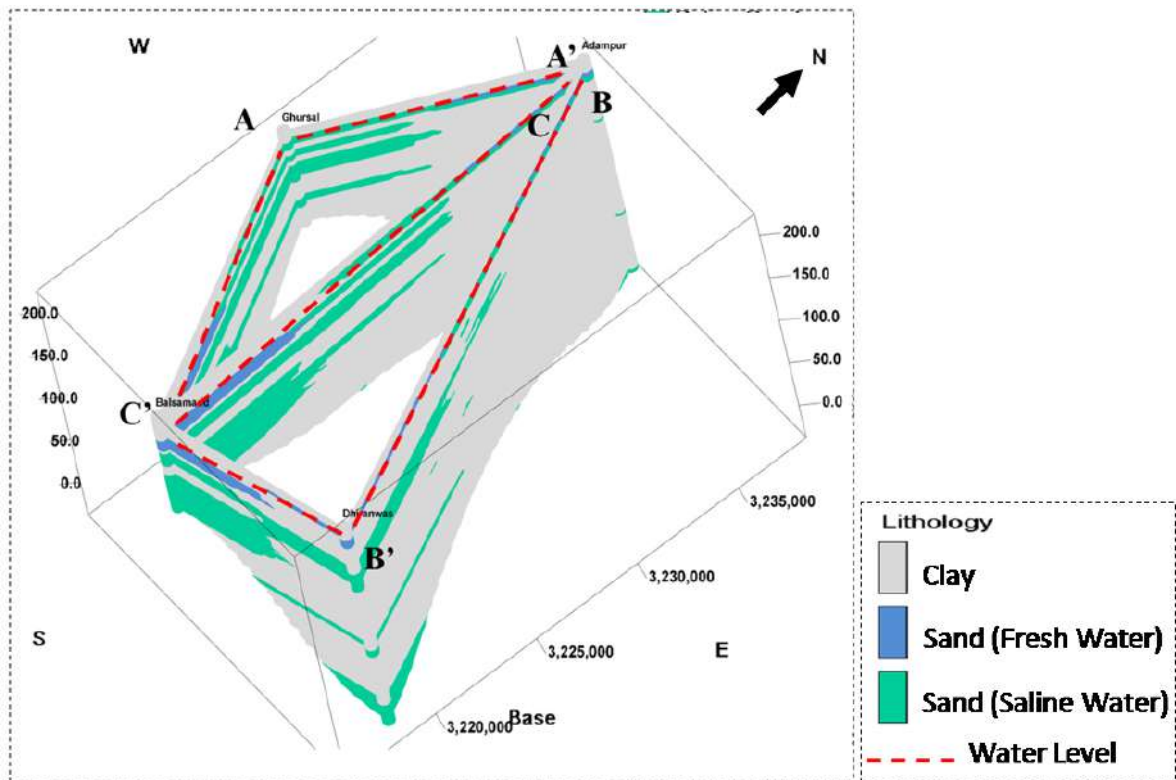 W
Adampur
A'
N
B
A
Ghursal
C
200.0
150.0
100.0
50.0
0.0
200.0
150.0
100.0
50.0
0.0
C'
Balsamand
Dhiranwas
B'
3,235,000
3,230,000
3,225,000
3,220,000
S
E
Base
Lithology
Clay
Sand (Fresh Water)
Sand (Saline Water)
Water Level